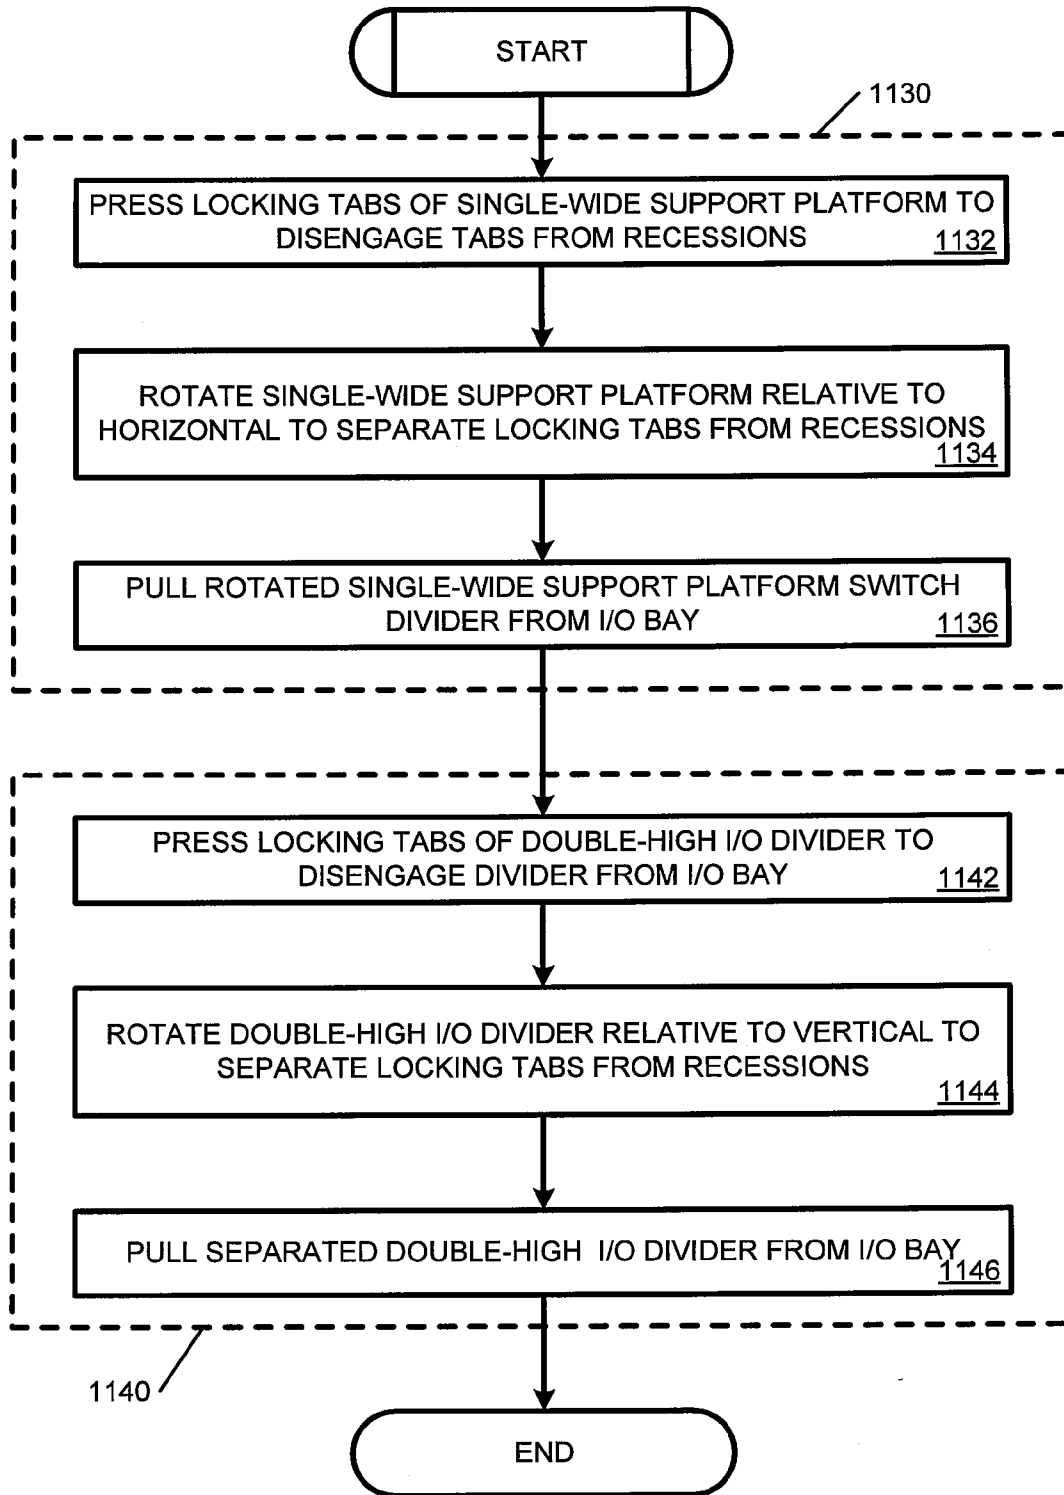 START
1130
PRESS LOCKING TABS OF SINGLE-WIDE SUPPORT PLATFORM TO
DISENGAGE TABS FROM RECESSIONS
1132
ROTATE SINGLE-WIDE SUPPORT PLATFORM RELATIVE TO
HORIZONTAL TO SEPARATE LOCKING TABS FROM RECESSIONS
1134
PULL ROTATED SINGLE-WIDE SUPPORT PLATFORM SWITCH
DIVIDER FROM I/O BAY
1136
PRESS LOCKING TABS OF DOUBLE-HIGH I/O DIVIDER TO
DISENGAGE DIVIDER FROM I/O BAY
1142
ROTATE DOUBLE-HIGH I/O DIVIDER RELATIVE TO VERTICAL TO
SEPARATE LOCKING TABS FROM RECESSIONS
1144
PULL SEPARATED DOUBLE-HIGH I/O DIVIDER FROM I/O BAY
1146
1140
END